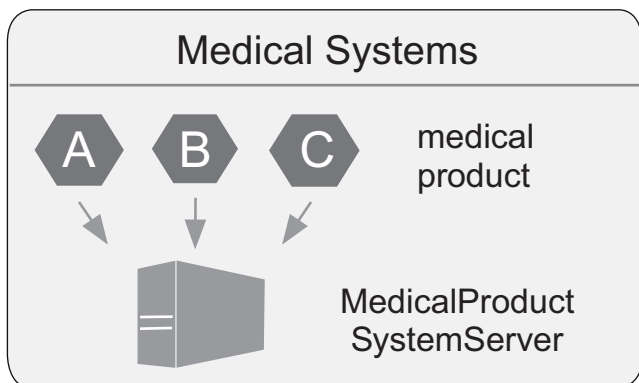 Medical Systems
A B C
medical
product
MedicalProduct
SystemServer